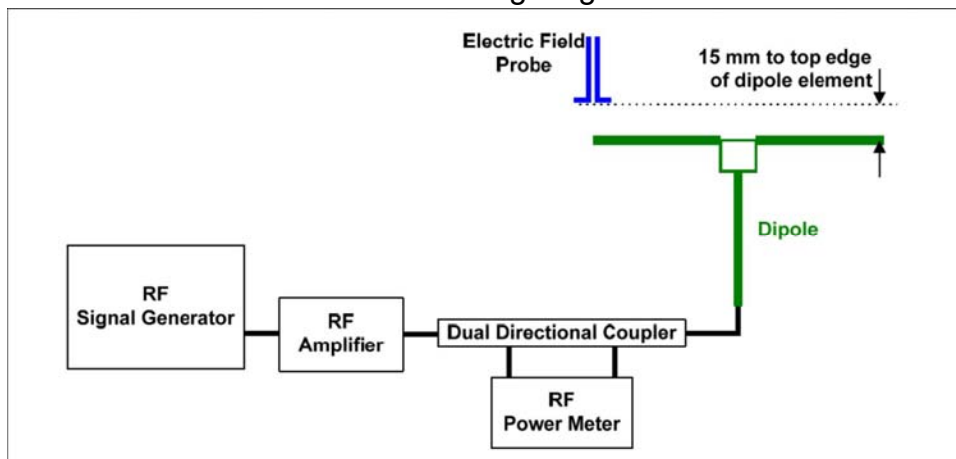 Electric Field
Probe
15 mm to top edge
of dipole element
Dipole
RF
Signal Generator
RF
Amplifier
Dual Directional Coupler
RF
Power Meter